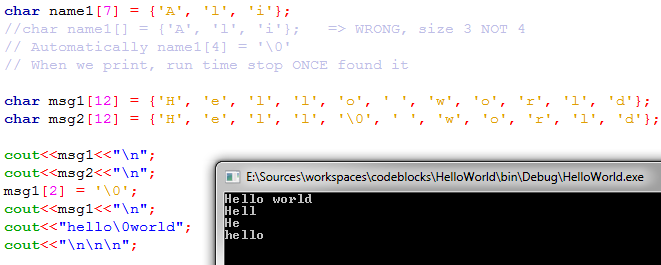 char name1[7] = {'A', 'l', 'i'};
//char name1[] = {'A', 'l', 'i'};   => WRONG, size 3 NOT 4
// Automatically name1[4] = '\0'
// When we print, run time stop ONCE found it
char msg1[12] = {'H', 'e', 'l', 'l', 'o', ' ', 'w', 'o', 'r', 'l', 'd'};
char msg2[12] = {'H', 'e', 'l', 'l', '\0', ' ', 'w', 'o', 'r', 'l', 'd'};
cout<<msg1<<"\n";
cout<<msg2<<"\n";
msg1[2] = '\0';
cout<<msg1<<"\n";
cout<<"hello\0world";
cout<<"\n\n\n";
E:\Sources\workspaces\codeblocks\HelloWorld\bin\Debug\HelloWorld.exe
Hello world
Hell
He
hello